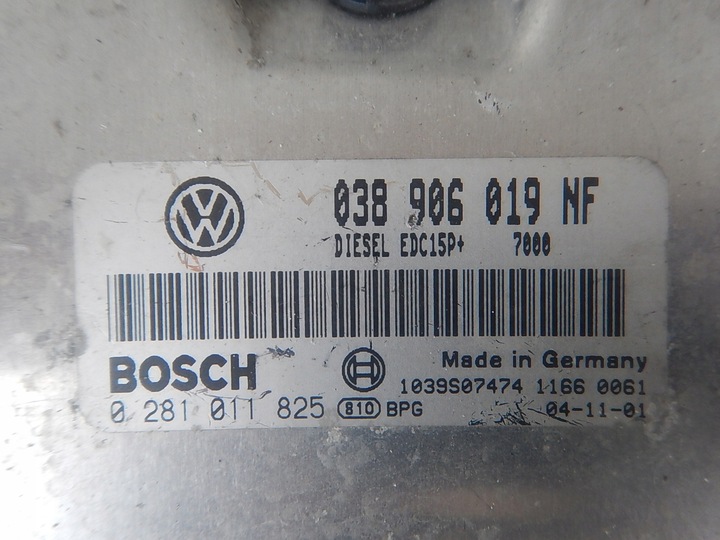 038 906 019 NF
DIESEL EDC15P+ 7000
BOSCH
Made in Germany
1039S07474 1166 0061
0 281 011 825 810 BPG 04-11-01